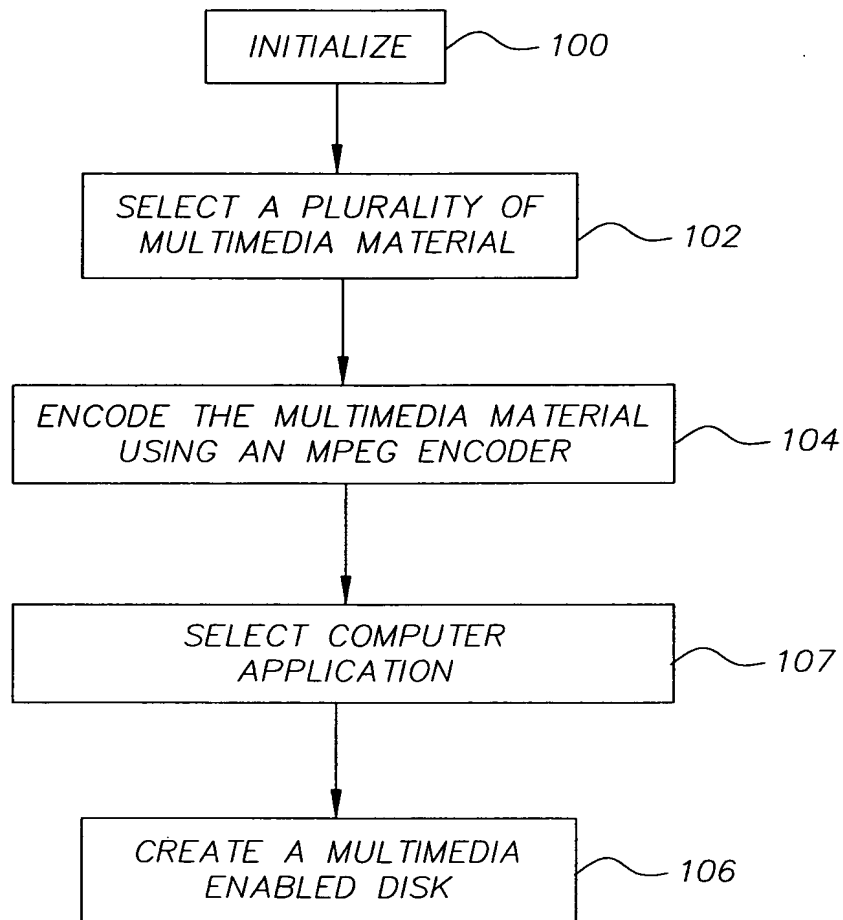 INITIALIZE
100
SELECT A PLURALITY OF
MULTIMEDIA MATERIAL
102
ENCODE THE MULTIMEDIA MATERIAL
USING AN MPEG ENCODER
104
SELECT COMPUTER
APPLICATION
107
CREATE A MULTIMEDIA
ENABLED DISK
106